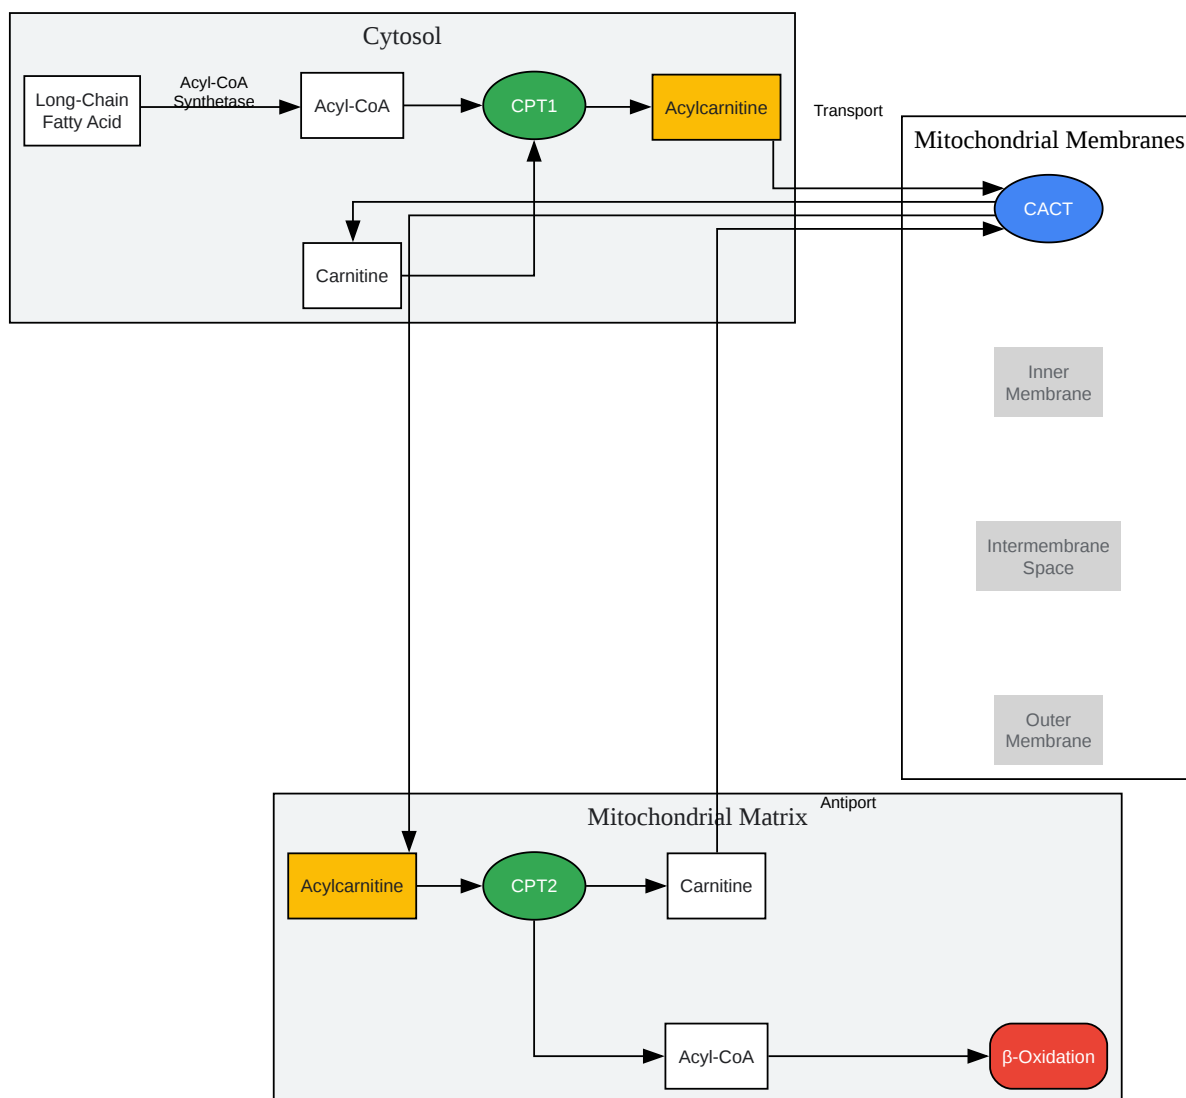 Cytosol
Long-Chain
Fatty Acid
Acyl-CoA
Synthetase
Acyl-CoA
CPT1
Acylcarnitine
Transport
Mitochondrial Membranes
CACT
Carnitine
Inner
Membrane
Intermembrane
Space
Outer
Membrane
Antiport
Mitochondrial Matrix
Acylcarnitine
CPT2
Carnitine
Acyl-CoA
β-Oxidation